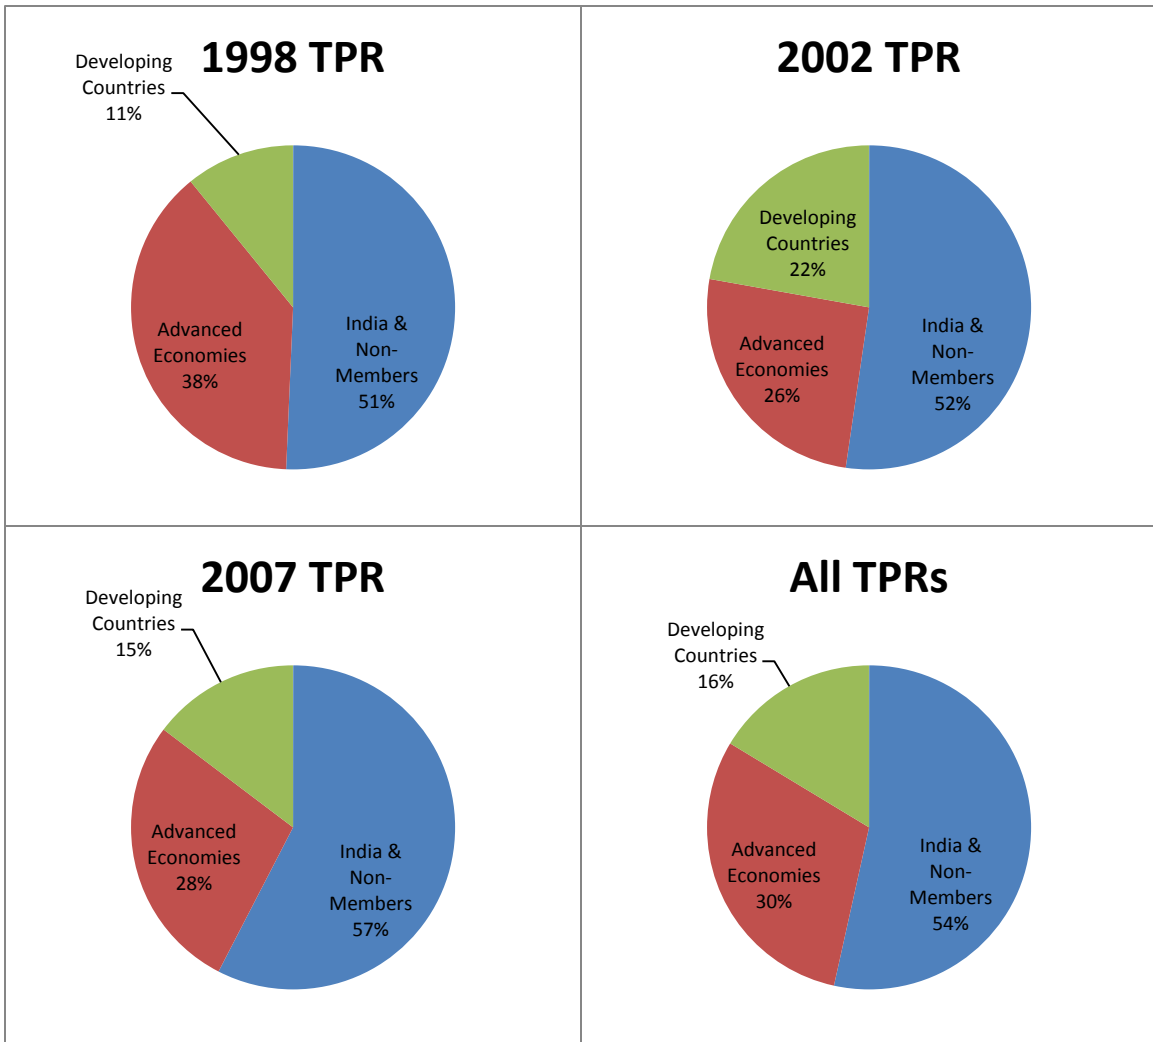 1998 TPR
Developing
Countries
11%
Advanced
Economies
38%
India &
Non-
Members
51%
2002 TPR
Developing
Countries
22%
Advanced
Economies
26%
India &
Non-
Members
52%
2007 TPR
Developing
Countries
15%
Advanced
Economies
28%
India &
Non-
Members
57%
All TPRs
Developing
Countries
16%
Advanced
Economies
30%
India &
Non-
Members
54%